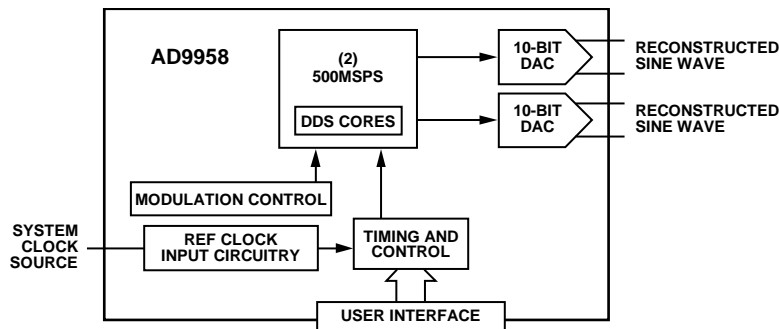 AD9958
(2)
500MSPS
DDS CORES
10-BIT
DAC
RECONSTRUCTED
SINE WAVE
10-BIT
DAC
RECONSTRUCTED
SINE WAVE
MODULATION CONTROL
SYSTEM
CLOCK
SOURCE
REF CLOCK
INPUT CIRCUITRY
TIMING AND
CONTROL
USER INTERFACE